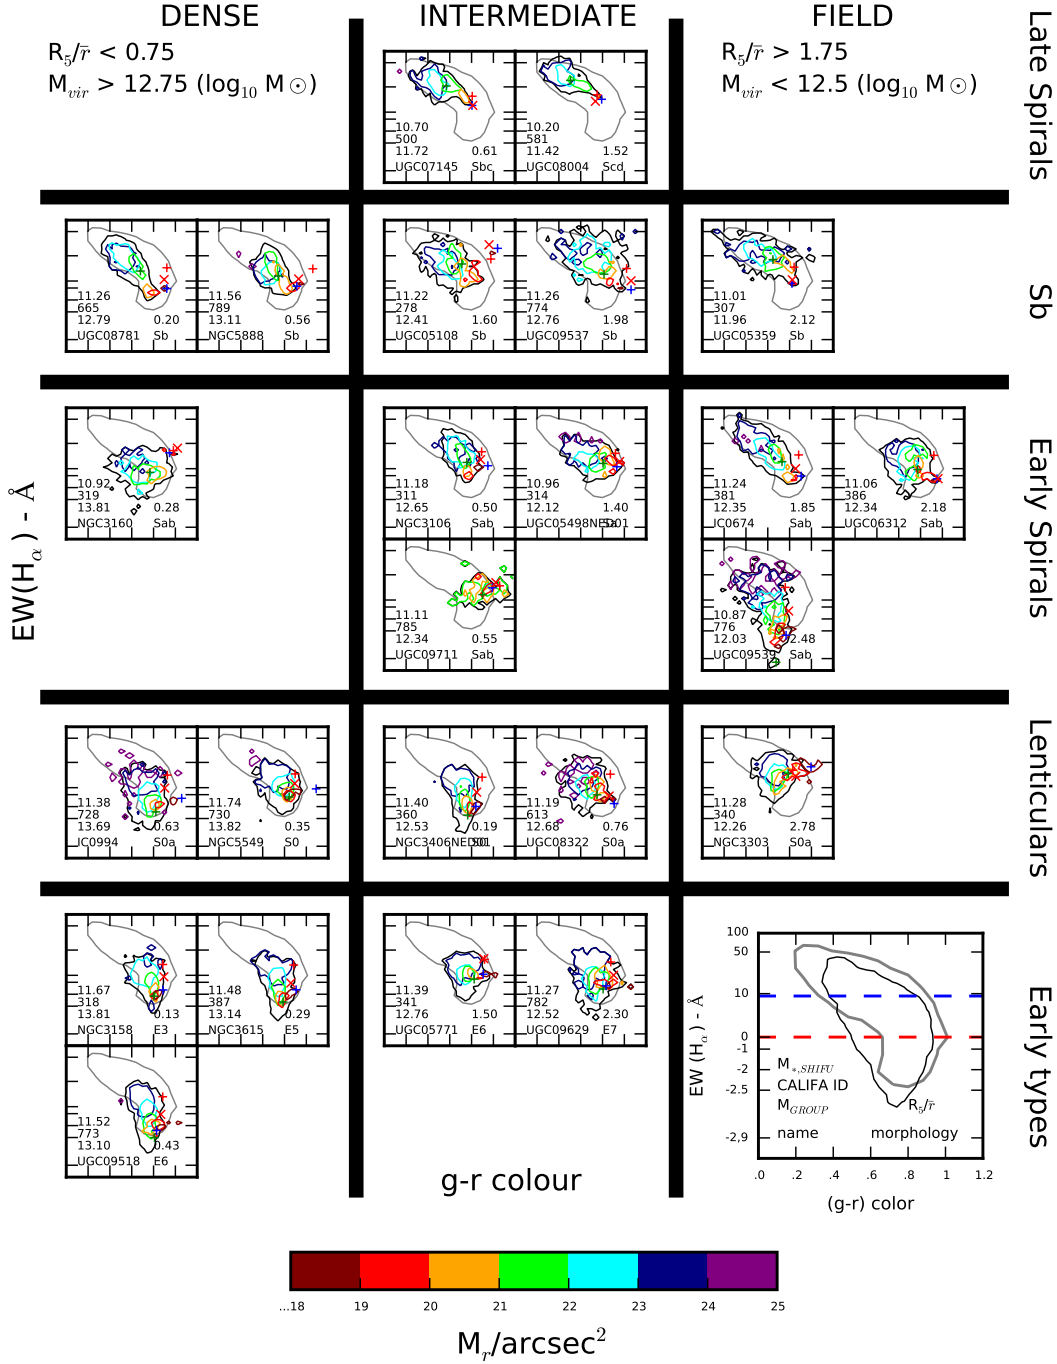 DENSE
INTERMEDIATE
FIELD
R₅/r̄ < 0.75
M_vir > 12.75 (log₁₀ M ⊙)
R₅/r̄ > 1.75
M_vir < 12.5 (log₁₀ M ⊙)
Late Spirals
10.70
500
11.72 0.61
UGC07145 Sbc
10.20
581
11.42 1.52
UGC08004 Scd
Sb
11.26
665
12.79 0.20
UGC08781 Sb
11.56
789
13.11 0.56
NGC5888 Sb
11.22
278
12.41 1.60
UGC05108 Sb
11.26
774
12.76 1.98
UGC09537 Sb
11.01
307
11.96 2.12
UGC05359 Sb
Early Spirals
10.92
319
13.81 0.28
NGC3160 Sab
11.18
311
12.65 0.50
NGC3106 Sab
10.96
314
12.12 1.40
UGC05498NED01
11.24
381
12.35 1.85
IC0674 Sab
11.06
386
12.34 2.18
UGC06312 Sab
11.11
785
12.34 0.55
UGC09711 Sab
10.87
776
12.03 2.48
UGC09539 Sab
EW(Hα) - Å
Lenticulars
11.38
728
13.69 0.63
IC0994 S0a
11.74
730
13.82 0.35
NGC5549 S0
11.40
360
12.53 0.19
NGC3406NED01
11.19
613
12.68 0.76
UGC08322 S0a
11.28
340
12.26 2.78
NGC3303 S0a
Early types
11.67
318
13.81 0.13
NGC3158 E3
11.48
387
13.14 0.29
NGC3615 E5
11.39
341
12.76 1.50
UGC05771 E6
11.27
782
12.52 2.30
UGC09629 E7
11.52
773
13.10 0.43
UGC09518 E6
100
50
10
0
-1
-2
-2.5
-2,9
EW (Hα) - Å
M*,SHIFU
CALIFA ID
M_GROUP R₅/r̄
name morphology
.0 .2 .4 .6 .8 1 1.2
(g-r) color
g-r colour
...18 19 20 21 22 23 24 25
M_r/arcsec²